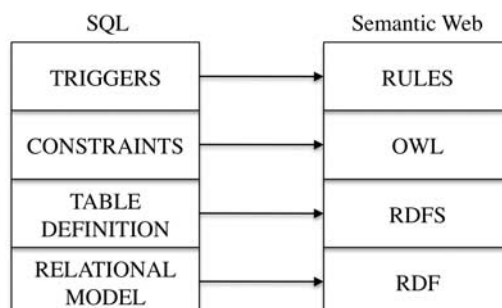 SQL
Semantic Web
TRIGGERS
RULES
CONSTRAINTS
OWL
TABLE
DEFINITION
RDFS
RELATIONAL
MODEL
RDF